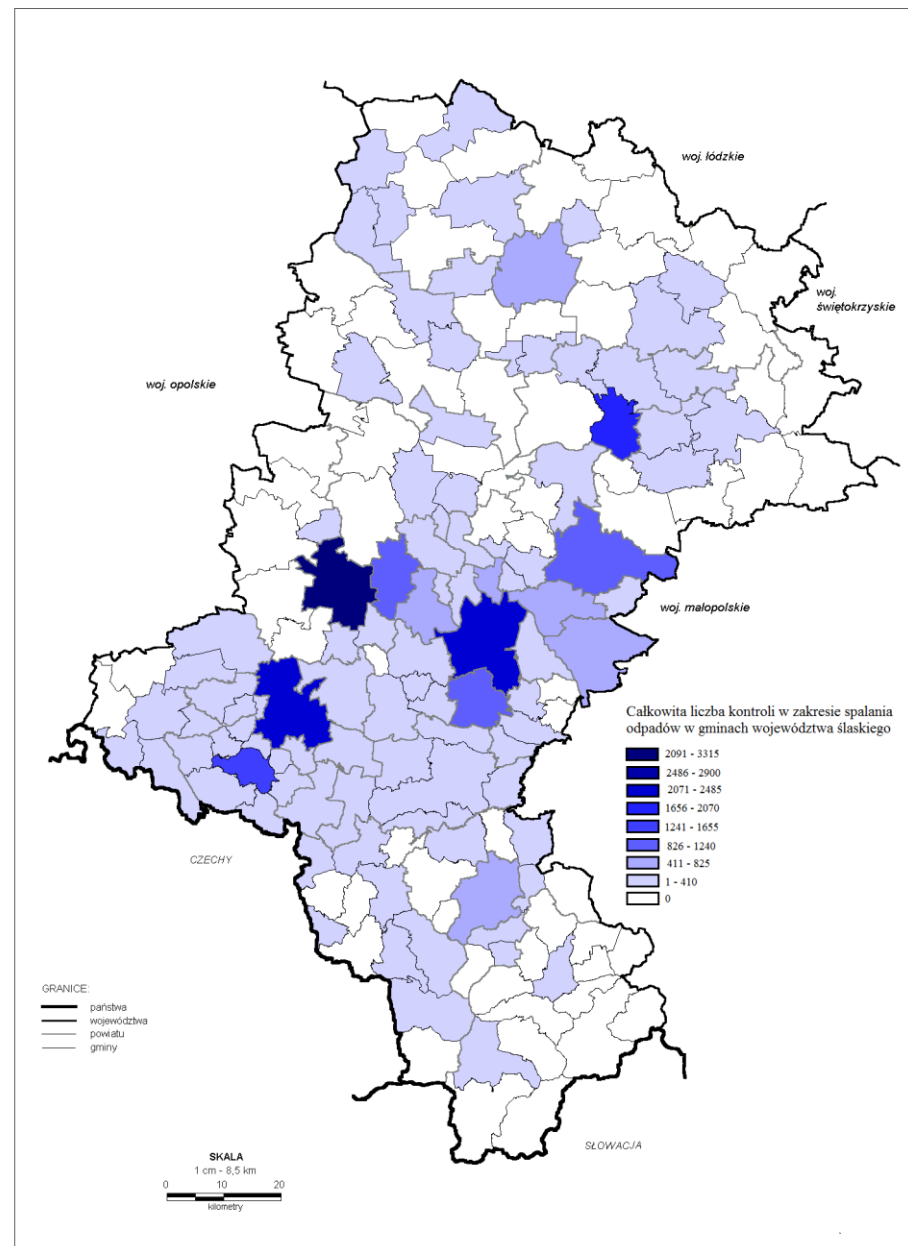 woj. łódzkie
woj.
świętokrzyskie
woj. opolskie
woj. małopolskie
Całkowita liczba kontroli w zakresie spalania
odpadów w gminach województwa ślaskiego
2091 - 3315
2486 - 2900
2071 - 2485
1656 - 2070
1241 - 1655
826 - 1240
411 - 825
1 - 410
0
CZECHY
GRANICE:
państwa
województwa
powiatu
gminy
SŁOWACJA
SKALA
1 cm - 8,5 km
0 10 20
kilometry